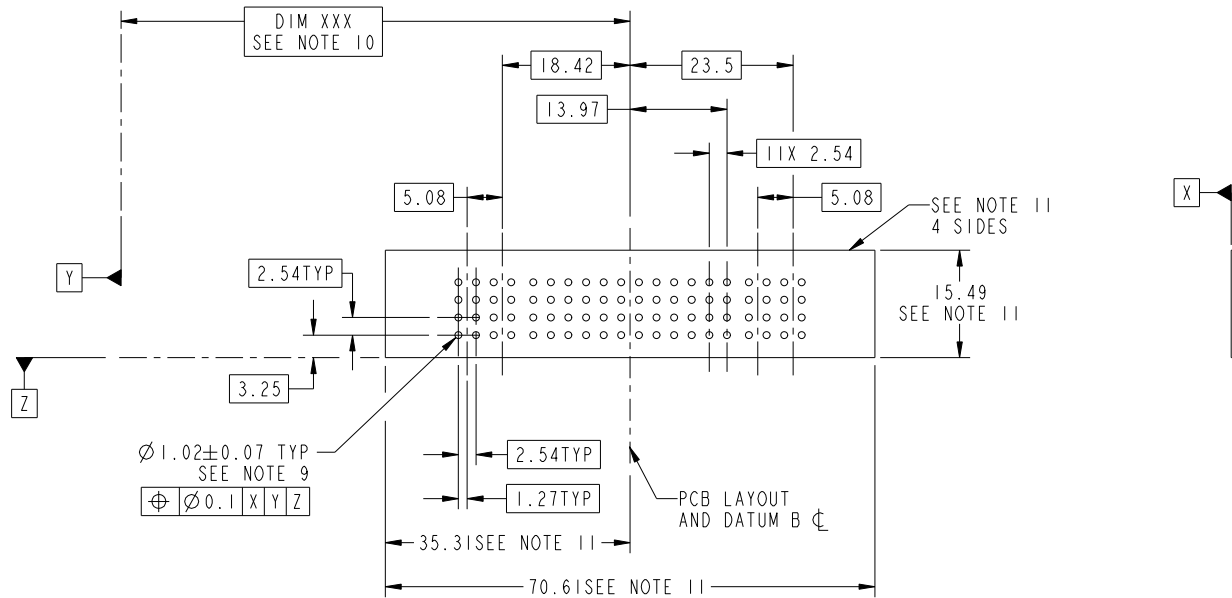 DIM XXX
SEE NOTE 10
18.42
23.5
13.97
11X 2.54
5.08
5.08
X
SEE NOTE 11
4 SIDES
Y
2.54TYP
15.49
SEE NOTE 11
3.25
Z
Ø1.02±0.07 TYP
SEE NOTE 9
⌖ Ø0.1 X Y Z
2.54TYP
1.27TYP
PCB LAYOUT
AND DATUM B ℄
35.31SEE NOTE 11
70.61SEE NOTE 11